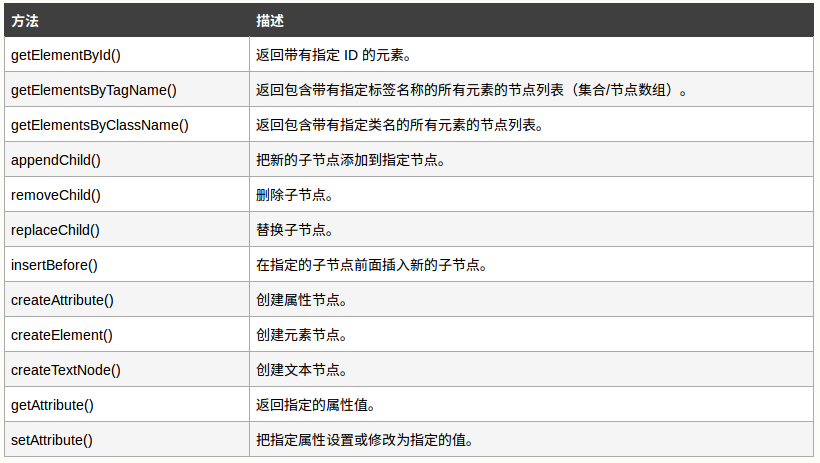 方法 描述
getElementById() 返回带有指定 ID 的元素。
getElementsByTagName() 返回包含带有指定标签名称的所有元素的节点列表（集合/节点数组）。
getElementsByClassName() 返回包含带有指定类名的所有元素的节点列表。
appendChild() 把新的子节点添加到指定节点。
removeChild() 删除子节点。
replaceChild() 替换子节点。
insertBefore() 在指定的子节点前面插入新的子节点。
createAttribute() 创建属性节点。
createElement() 创建元素节点。
createTextNode() 创建文本节点。
getAttribute() 返回指定的属性值。
setAttribute() 把指定属性设置或修改为指定的值。